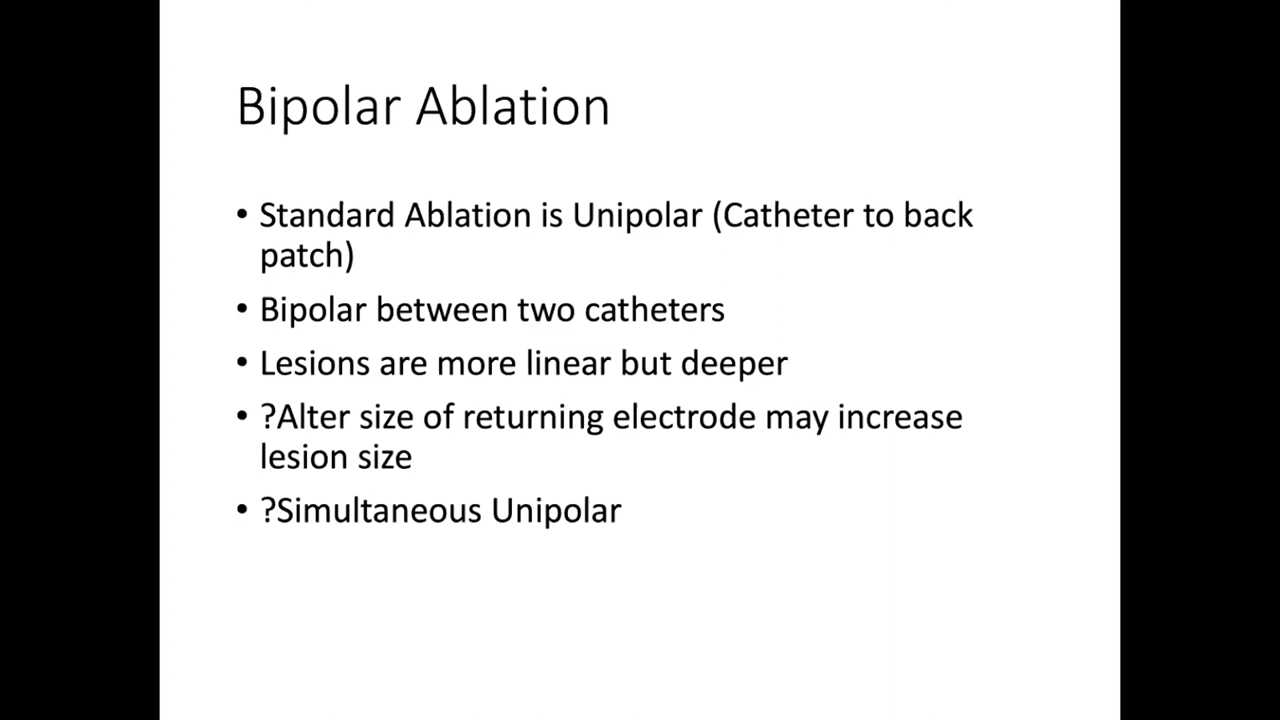 Bipolar Ablation
• Standard Ablation is Unipolar (Catheter to back
patch)
• Bipolar between two catheters
• Lesions are more linear but deeper
• ?Alter size of returning electrode may increase
lesion size
• ?Simultaneous Unipolar